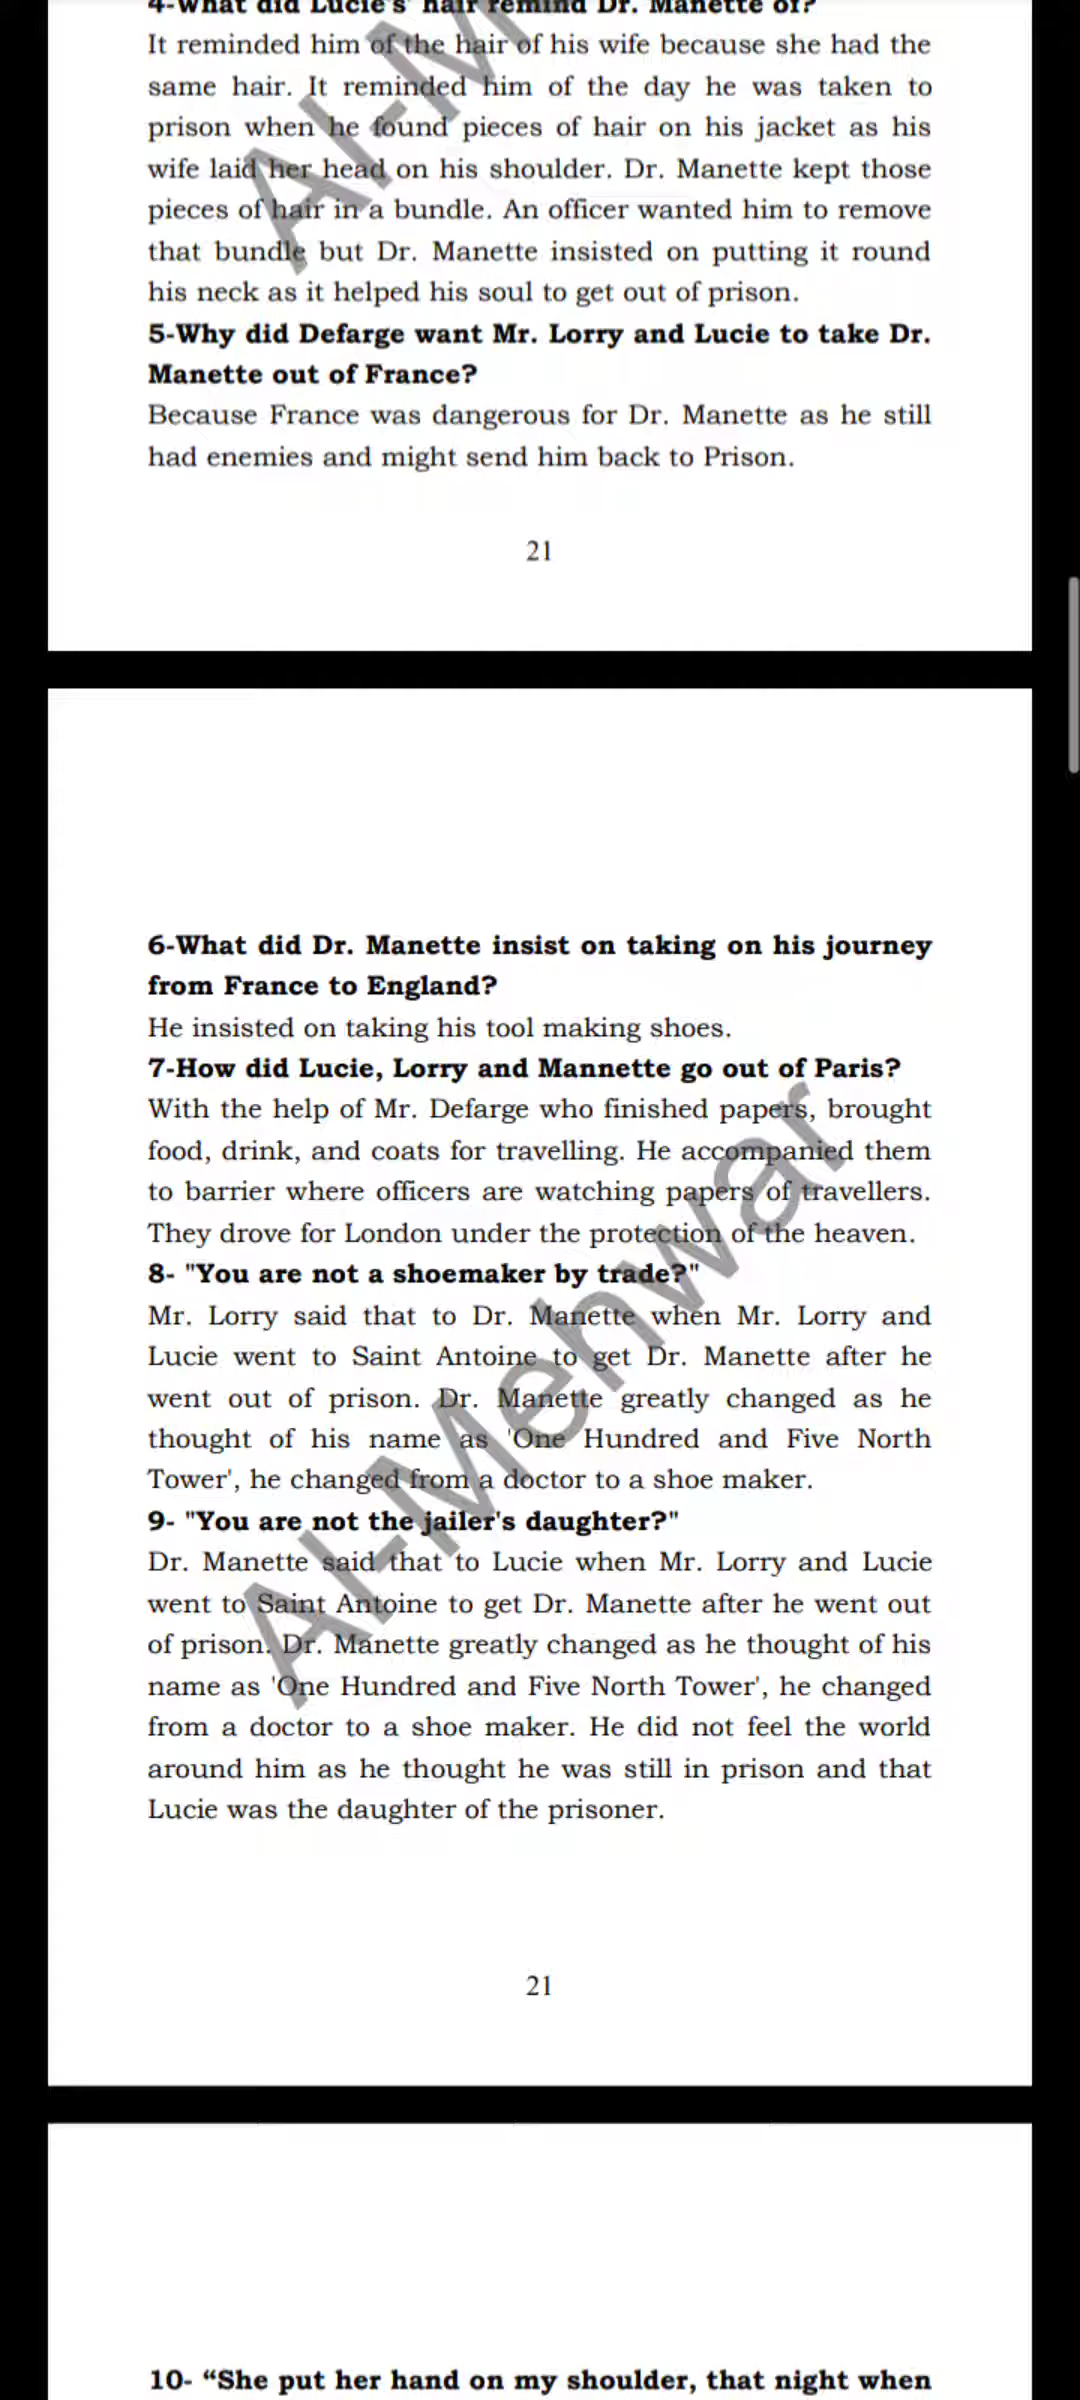 4-What did Lucie's' hair remind Dr. Manette of?
It reminded him of the hair of his wife because she had the
same hair. It reminded him of the day he was taken to
prison when he found pieces of hair on his jacket as his
wife laid her head on his shoulder. Dr. Manette kept those
pieces of hair in a bundle. An officer wanted him to remove
that bundle but Dr. Manette insisted on putting it round
his neck as it helped his soul to get out of prison.
5-Why did Defarge want Mr. Lorry and Lucie to take Dr.
Manette out of France?
Because France was dangerous for Dr. Manette as he still
had enemies and might send him back to Prison.
21
6-What did Dr. Manette insist on taking on his journey
from France to England?
He insisted on taking his tool making shoes.
7-How did Lucie, Lorry and Mannette go out of Paris?
With the help of Mr. Defarge who finished papers, brought
food, drink, and coats for travelling. He accompanied them
to barrier where officers are watching papers of travellers.
They drove for London under the protection of the heaven.
8- "You are not a shoemaker by trade?"
Mr. Lorry said that to Dr. Manette when Mr. Lorry and
Lucie went to Saint Antoine to get Dr. Manette after he
went out of prison. Dr. Manette greatly changed as he
thought of his name as 'One Hundred and Five North
Tower', he changed from a doctor to a shoe maker.
9- "You are not the jailer's daughter?"
Dr. Manette said that to Lucie when Mr. Lorry and Lucie
went to Saint Antoine to get Dr. Manette after he went out
of prison. Dr. Manette greatly changed as he thought of his
name as 'One Hundred and Five North Tower', he changed
from a doctor to a shoe maker. He did not feel the world
around him as he thought he was still in prison and that
Lucie was the daughter of the prisoner.
Al-Mehwar
21
10- “She put her hand on my shoulder, that night when